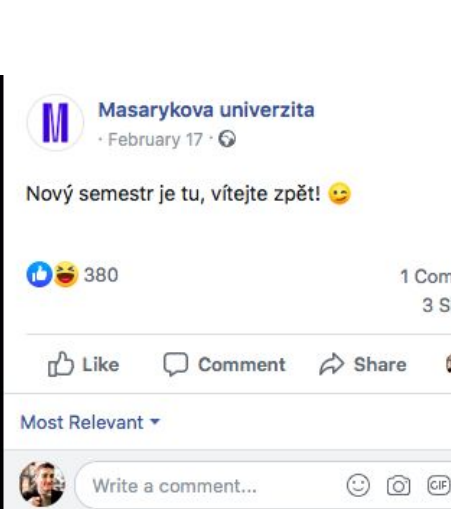 Masarykova univerzita
· February 17 ·
Nový semestr je tu, vítejte zpět! 😉
380
1 Com
3 S
Like Comment Share
Most Relevant
Write a comment... GIF